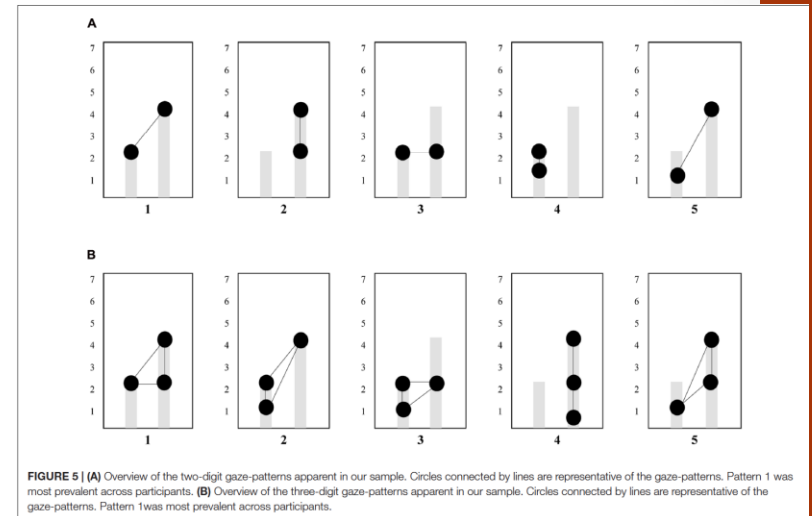 A
7 7 7 7 7
6 6 6 6 6
5 5 5 5 5
4 4 4 4 4
3 3 3 3 3
2 2 2 2 2
1 1 1 1 1
1 2 3 4 5
B
7 7 7 7 7
6 6 6 6 6
5 5 5 5 5
4 4 4 4 4
3 3 3 3 3
2 2 2 2 2
1 1 1 1 1
1 2 3 4 5
FIGURE 5 | (A) Overview of the two-digit gaze-patterns apparent in our sample. Circles connected by lines are representative of the gaze-patterns. Pattern 1 was
most prevalent across participants. (B) Overview of the three-digit gaze-patterns apparent in our sample. Circles connected by lines are representative of the
gaze-patterns. Pattern 1was most prevalent across participants.